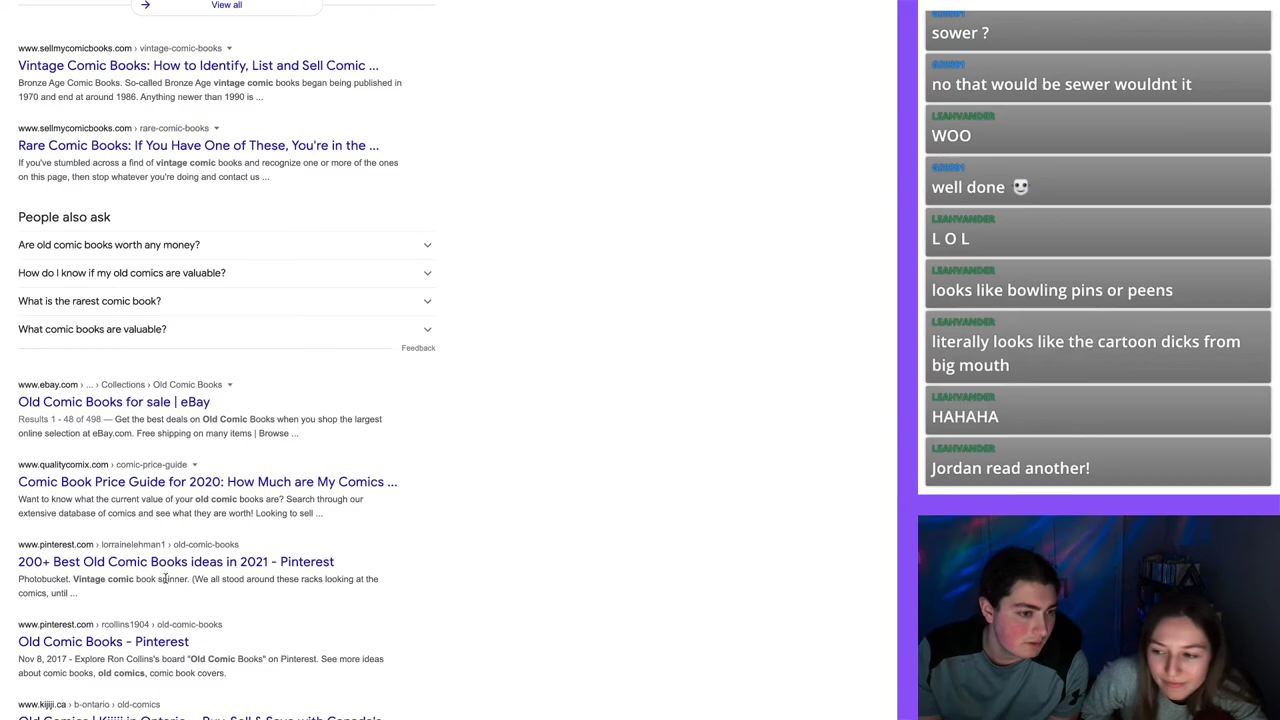 View all
www.sellmycomicbooks.com › vintage-comic-books
Vintage Comic Books: How to Identify, List and Sell Comic ...
Bronze Age Comic Books. So-called Bronze Age vintage comic books began being published in
1970 and end at around 1986. Anything newer than 1990 is ...
www.sellmycomicbooks.com › rare-comic-books
Rare Comic Books: If You Have One of These, You're in the ...
If you've stumbled across a find of vintage comic books and recognize one or more of the ones
on this page, then stop whatever you're doing and contact us ...
People also ask
Are old comic books worth any money?
How do I know if my old comics are valuable?
What is the rarest comic book?
What comic books are valuable?
Feedback
www.ebay.com › ... › Collections › Old Comic Books
Old Comic Books for sale | eBay
Results 1 - 48 of 498 — Get the best deals on Old Comic Books when you shop the largest
online selection at eBay.com. Free shipping on many items | Browse ...
www.qualitycomix.com › comic-price-guide
Comic Book Price Guide for 2020: How Much are My Comics ...
Want to know what the current value of your old comic books are? Search through our
extensive database of comics and see what they are worth! Looking to sell ...
www.pinterest.com › lorrainelehman1 › old-comic-books
200+ Best Old Comic Books ideas in 2021 - Pinterest
Photobucket. Vintage comic book spinner. (We all stood around these racks looking at the
comics, until ...
www.pinterest.com › rcollins1904 › old-comic-books
Old Comic Books - Pinterest
Nov 8, 2017 - Explore Ron Collins's board "Old Comic Books" on Pinterest. See more ideas
about comic books, old comics, comic book covers.
www.kijiji.ca › b-ontario › old-comics
Old Comics | Kijiji in Ontario. - Buy, Sell & Save with Canada's
sower ?
no that would be sewer wouldnt it
LEAHVANDER
WOO
well done
LEAHVANDER
L O L
LEAHVANDER
looks like bowling pins or peens
LEAHVANDER
literally looks like the cartoon dicks from
big mouth
LEAHVANDER
HAHAHA
LEAHVANDER
Jordan read another!